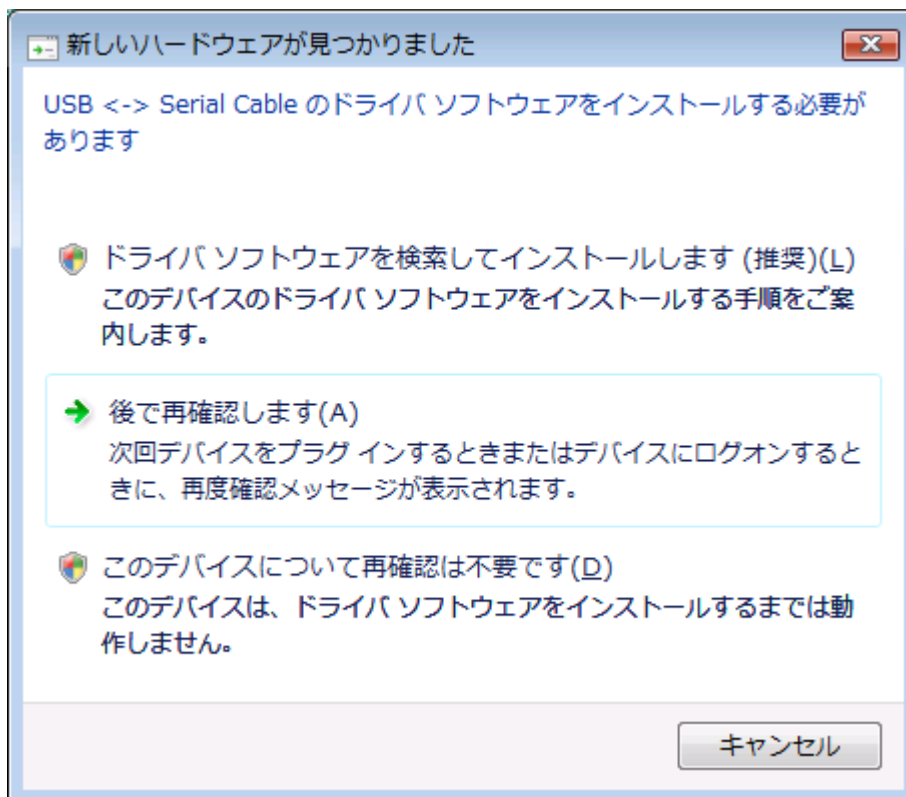 新しいハードウェアが見つかりました
USB <-> Serial Cable のドライバ ソフトウェアをインストールする必要が
あります
ドライバ ソフトウェアを検索してインストールします (推奨)(L)
このデバイスのドライバ ソフトウェアをインストールする手順をご案
内します。
後で再確認します(A)
次回デバイスをプラグ インするときまたはデバイスにログオンすると
きに、再度確認メッセージが表示されます。
このデバイスについて再確認は不要です(D)
このデバイスは、ドライバ ソフトウェアをインストールするまでは動
作しません。
キャンセル